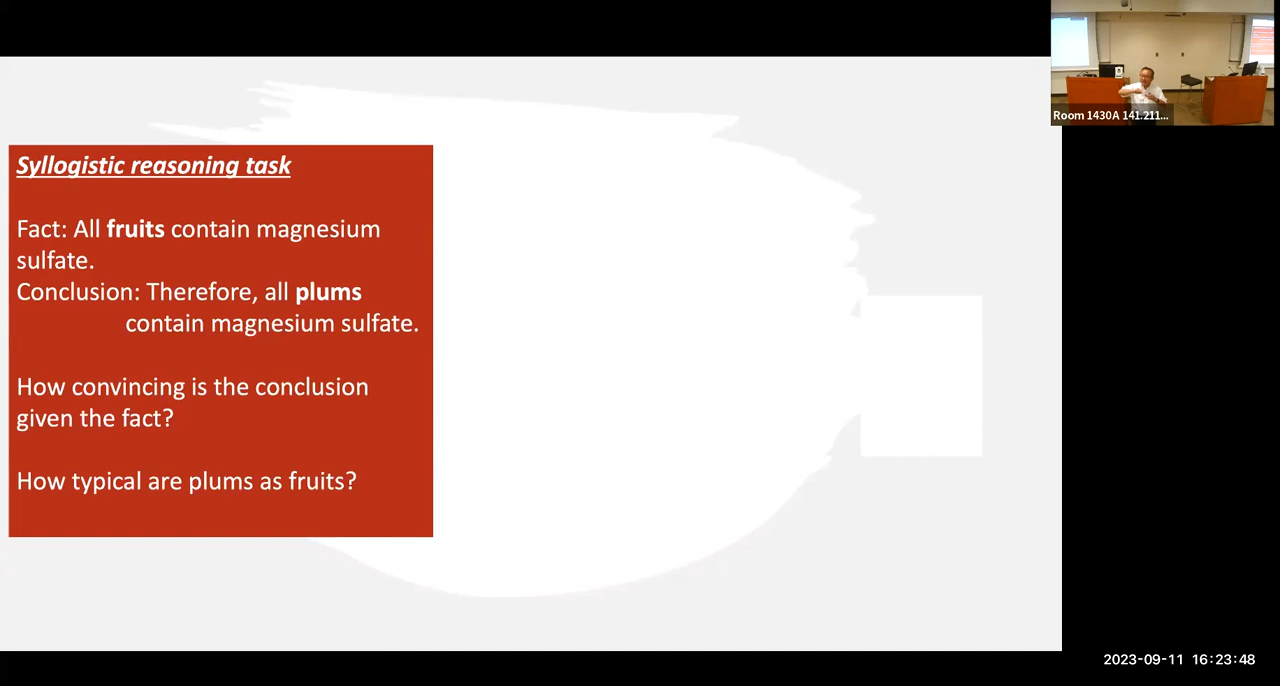 Room 1430A 141.211...
Syllogistic reasoning task
Fact: All fruits contain magnesium
sulfate.
Conclusion: Therefore, all plums
contain magnesium sulfate.
How convincing is the conclusion
given the fact?
How typical are plums as fruits?
2023-09-11 16:23:48